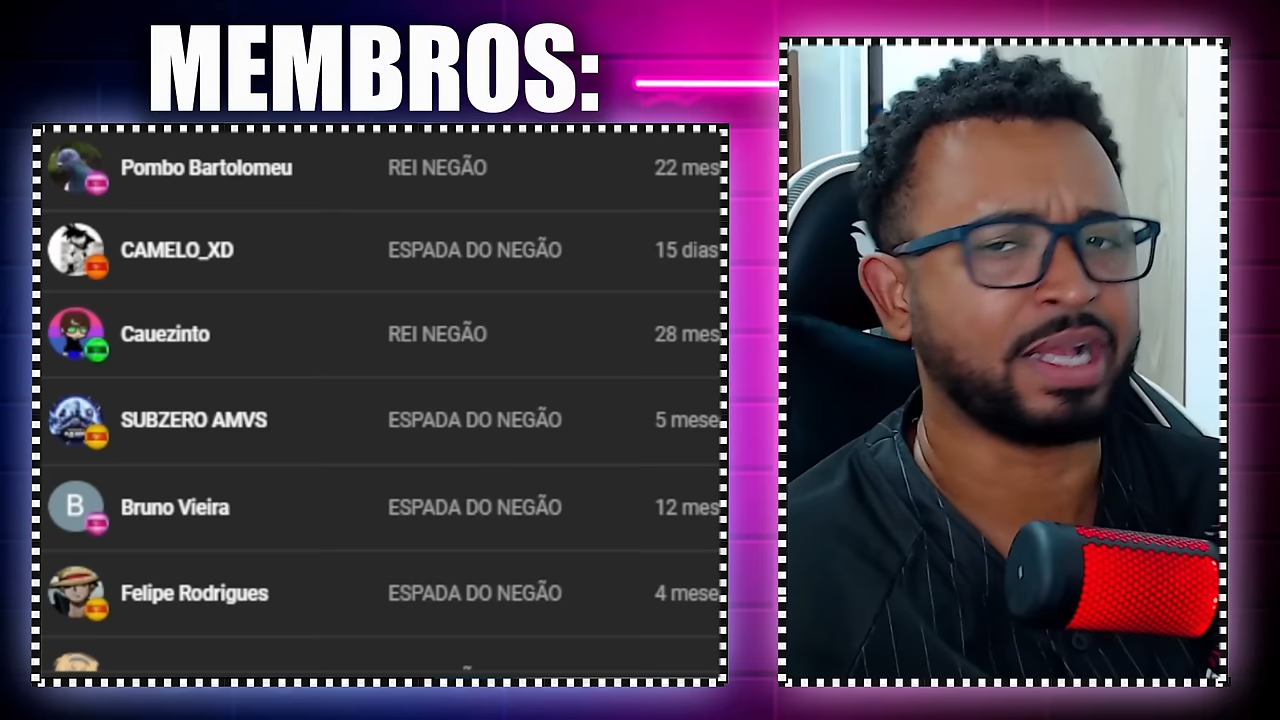 MEMBROS:
Pombo Bartolomeu REI NEGÃO 22 mes
CAMELO_XD ESPADA DO NEGÃO 15 dias
Cauezinto REI NEGÃO 28 mes
SUBZERO AMVS ESPADA DO NEGÃO 5 mese
B Bruno Vieira ESPADA DO NEGÃO 12 mes
Felipe Rodrigues ESPADA DO NEGÃO 4 mese